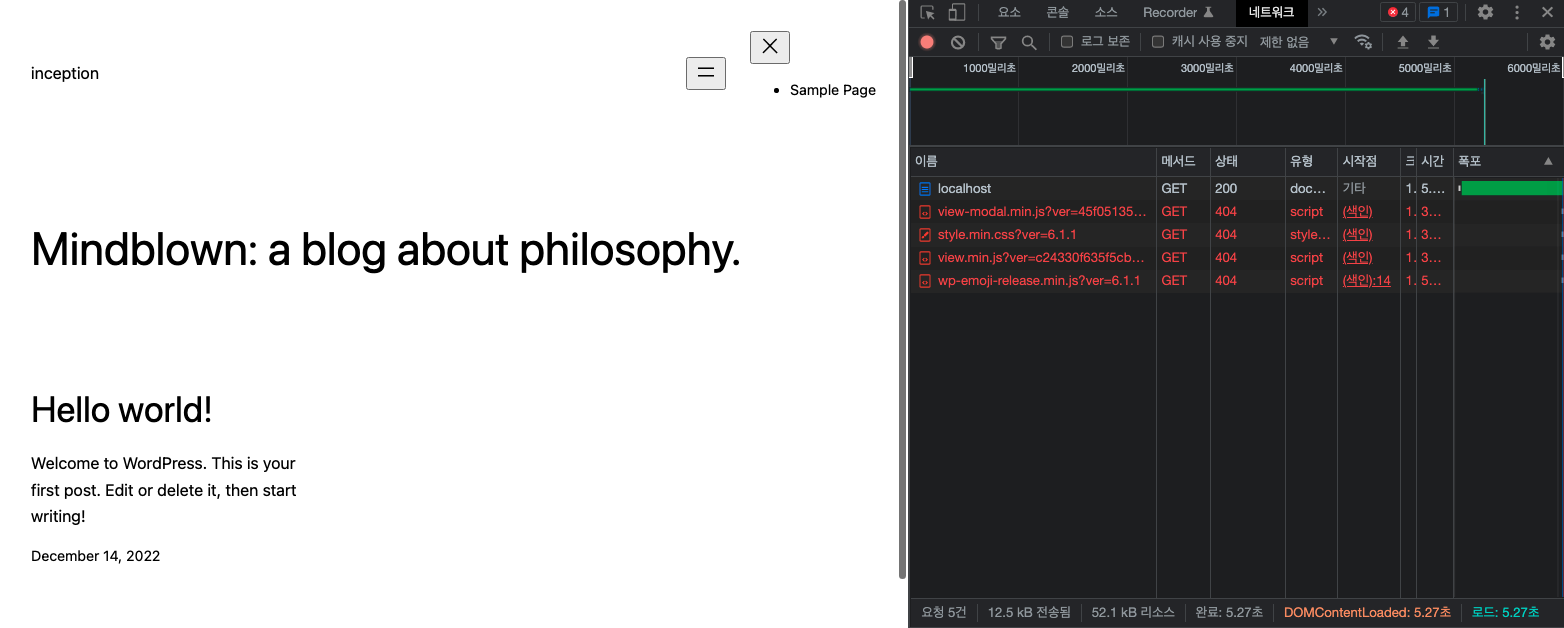 inception
Sample Page
Mindblown: a blog about philosophy.
Hello world!
Welcome to WordPress. This is your
first post. Edit or delete it, then start
writing!
December 14, 2022
요소 콘솔 소스 Recorder 네트워크 » 4 1
로그 보존 캐시 사용 중지 제한 없음
1000밀리초 2000밀리초 3000밀리초 4000밀리초 5000밀리초 6000밀리초
이름 메서드 상태 유형 시작점 크 시간 폭포
localhost GET 200 doc... 기타 1. 5....
view-modal.min.js?ver=45f05135... GET 404 script (색인) 1. 3...
style.min.css?ver=6.1.1 GET 404 style... (색인) 1. 3...
view.min.js?ver=c24330f635f5cb... GET 404 script (색인) 1. 3...
wp-emoji-release.min.js?ver=6.1.1 GET 404 script (색인):14 1. 5...
요청 5건 12.5 kB 전송됨 52.1 kB 리소스 완료: 5.27초 DOMContentLoaded: 5.27초 로드: 5.27초